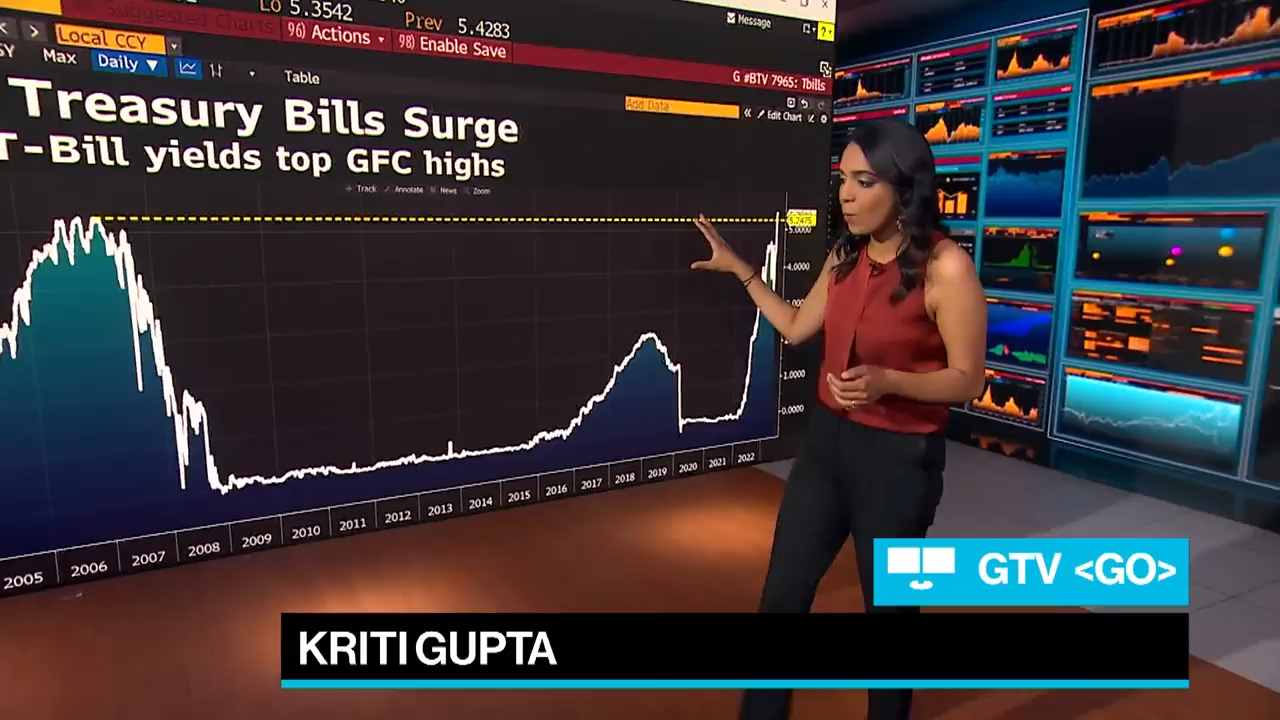 Lo 5.3542
Prev 5.4283
Message
?
Suggested Charts
96) Actions
98) Enable Save
Local CCY
Max
Daily
Table
G #BTV 7965: Tbills
Add Data
« Edit Chart
Treasury Bills Surge
T-Bill yields top GFC highs
+ Track
Annotate
News
Zoom
5.2475
5.0000
4.0000
1.0000
0.0000
2005 2006 2007 2008 2009 2010 2011 2012 2013 2014 2015 2016 2017 2018 2019 2020 2021 2022
GTV <GO>
KRITI GUPTA